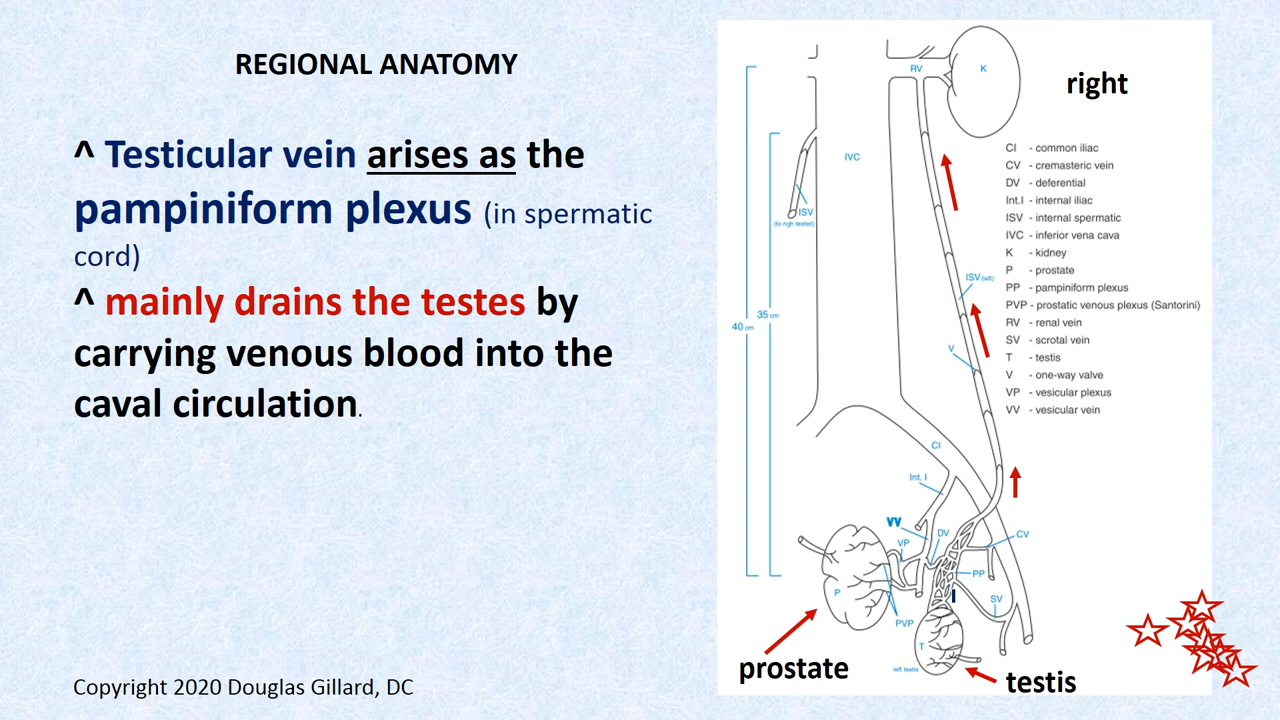 REGIONAL ANATOMY
^ Testicular vein arises as the
pampiniform plexus (in spermatic
cord)
^ mainly drains the testes by
carrying venous blood into the
caval circulation.
Copyright 2020 Douglas Gillard, DC
RV
K
right
IVC
ISV
(to righ testiet)
ISV (left)
35 cm
40 cm
V
CI
Int. I
VV
DV
CV
VP
PP
P
SV
PVP
T
left testis
prostate
testis
CI - common iliac
CV - cremasteric vein
DV - deferential
Int.I - internal iliac
ISV - internal spermatic
IVC - inferior vena cava
K - kidney
P - prostate
PP - pampiniform plexus
PVP - prostatic venous plexus (Santorini)
RV - renal vein
SV - scrotal vein
T - testis
V - one-way valve
VP - vesicular plexus
VV - vesicular vein